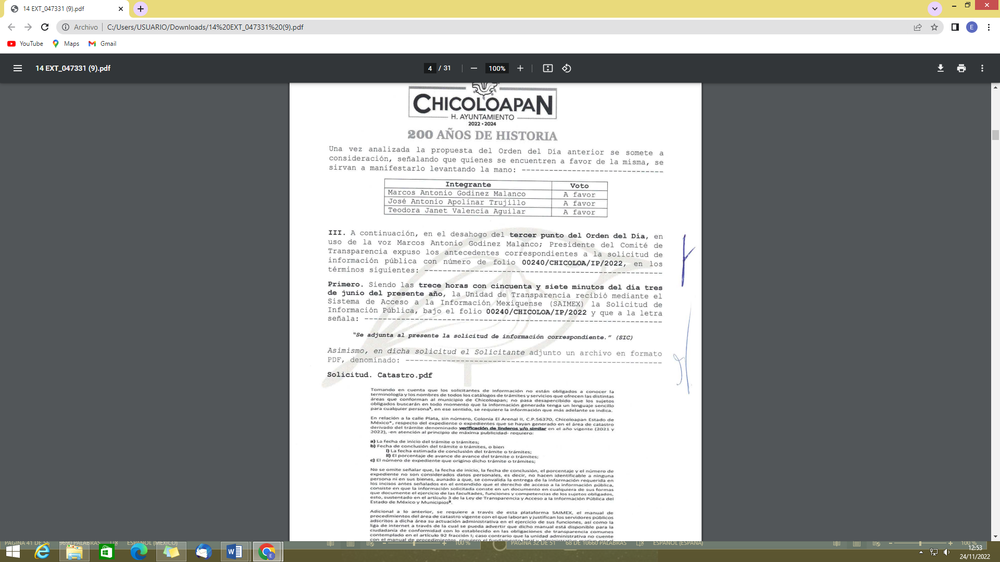 14 EXT_047331 (9).pdf
Archivo
C:/Users/USUARIO/Downloads/14%20EXT_047331%20(9).pdf
E
YouTube
Maps
Gmail
14 EXT_047331 (9).pdf
4 / 31
100%
CHICOLOAPAN
H. AYUNTAMIENTO
2022 • 2024
200 AÑOS DE HISTORIA
Una vez analizada la propuesta del Orden del Día anterior se somete a
consideración, señalando que quienes se encuentren a favor de la misma, se
sirvan a manifestarlo levantando la mano: -------------------------------
Integrante Voto
Marcos Antonio Godinez Malanco A favor
José Antonio Apolinar Trujillo A favor
Teodora Janet Valencia Aguilar A favor
III. A continuación, en el desahogo del tercer punto del Orden del Día, en
uso de la voz Marcos Antonio Godinez Malanco; Presidente del Comité de
Transparencia expuso los antecedentes correspondientes a la solicitud de
información pública con número de folio 00240/CHICOLOA/IP/2022, en los
términos siguientes: ----------------------------------------------------
Primero. Siendo las trece horas con cincuenta y siete minutos del día tres
de junio del presente año, la Unidad de Transparencia recibió mediante el
Sistema de Acceso a la Información Mexiquense (SAIMEX) la Solicitud de
Información Pública, bajo el folio 00240/CHICOLOA/IP/2022 y que a la letra
señala: -----------------------------------------------------------------
"Se adjunta al presente la solicitud de información correspondiente." (SIC)
Asimismo, en dicha solicitud el Solicitante adjunto un archivo en formato
PDF, denominado: --------------------------------------------------------
Solicitud. Catastro.pdf
Tomando en cuenta que los solicitantes de información no están obligados a conocer la
terminología y los nombres de todos los catálogos de trámites y servicios que ofrecen las distintas
áreas que conforman al municipio de Chicoloapan; no pasa desapercibido que los sujetos
obligados buscarán en todo momento que la información generada tenga un lenguaje sencillo
para cualquier persona¹, en ese sentido, se requiere la información que más adelante se indica.
En relación a la calle Plata, sin número, Colonia El Arenal II, C.P.56370, Chicoloapan Estado de
México*, respecto del expediente o expedientes que se hayan generado en el área de catastro
derivado del trámite denominado verificación de linderos y/o similar en el año vigente (2021 y
2022), -en atención al principio de máxima publicidad- requiero:
a) La fecha de inicio del trámite o trámites;
b) Fecha de conclusión del trámite o trámites, o bien
i) La fecha estimada de conclusión del trámite o trámites;
ii) El porcentaje de avance de avance del trámite o trámites;
c) El número de expediente que origino dicho trámite o trámites;
No se omite señalar que, la fecha de inicio, la fecha de conclusión, el porcentaje y el número de
expediente no son considerados datos personales, es decir, no hacen identificable a ninguna
persona ni en sus bienes, aunado a que, se convalida la entrega de la información requerida en
los incisos antes señalados en el entendido que el derecho de acceso a la información pública,
consiste en que la información solicitada conste en un documento en cualquiera de sus formas
que documente el ejercicio de las facultades, funciones y competencias de los sujetos obligados,
esto, sustentado en el artículo 3 de la Ley de Transparencia y Acceso a la Información Pública del
Estado de México y Municipios².
Adicional a lo anterior, se requiere a través de esta plataforma SAIMEX, el manual de
procedimientos del área de catastro vigente con el que laboran y justifican los servidores públicos
adscritos a dicha área su actuación administrativa en el ejercicio de sus funciones, así como la
liga de internet a través de la cual se pueda advertir que dicho manual está disponible para la
ciudadanía de conformidad con lo establecido en las obligaciones de transparencia comunes
contemplado en el artículo 92 fracción I; caso contrario que la unidad administrativa no cuente
con el manual de procedimientos, requiero el fundamento legal
PÁGINA 41 DE 56 9690 PALABRAS ESPAÑOL (MÉXICO) 100 % PÁGINA 32 DE 51 68 DE 10660 PALABRAS ESPAÑOL (ESPAÑA) 100 %
12:53
24/11/2022